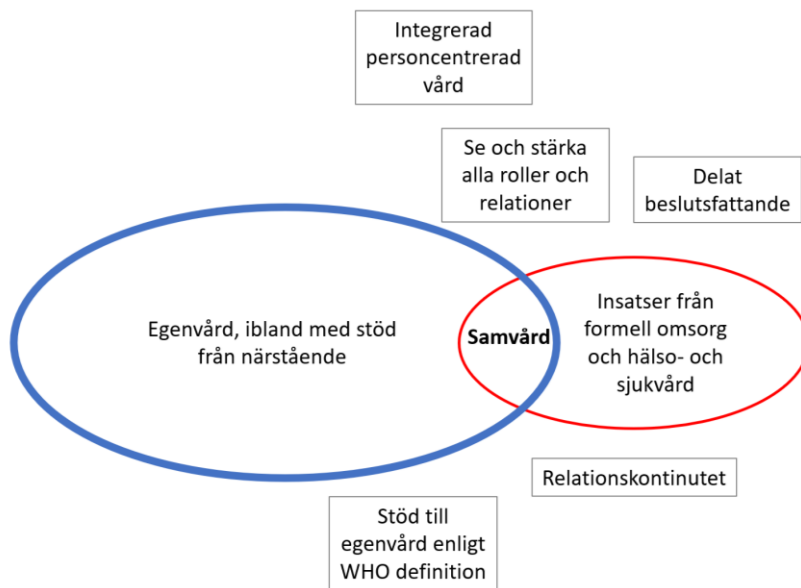 Integrerad
personcentrerad
vård
Se och stärka
alla roller och
relationer
Delat
beslutsfattande
Egenvård, ibland med stöd
från närstående
Samvård
Insatser från
formell omsorg
och hälso- och
sjukvård
Relationskontinutet
Stöd till
egenvård enligt
WHO definition